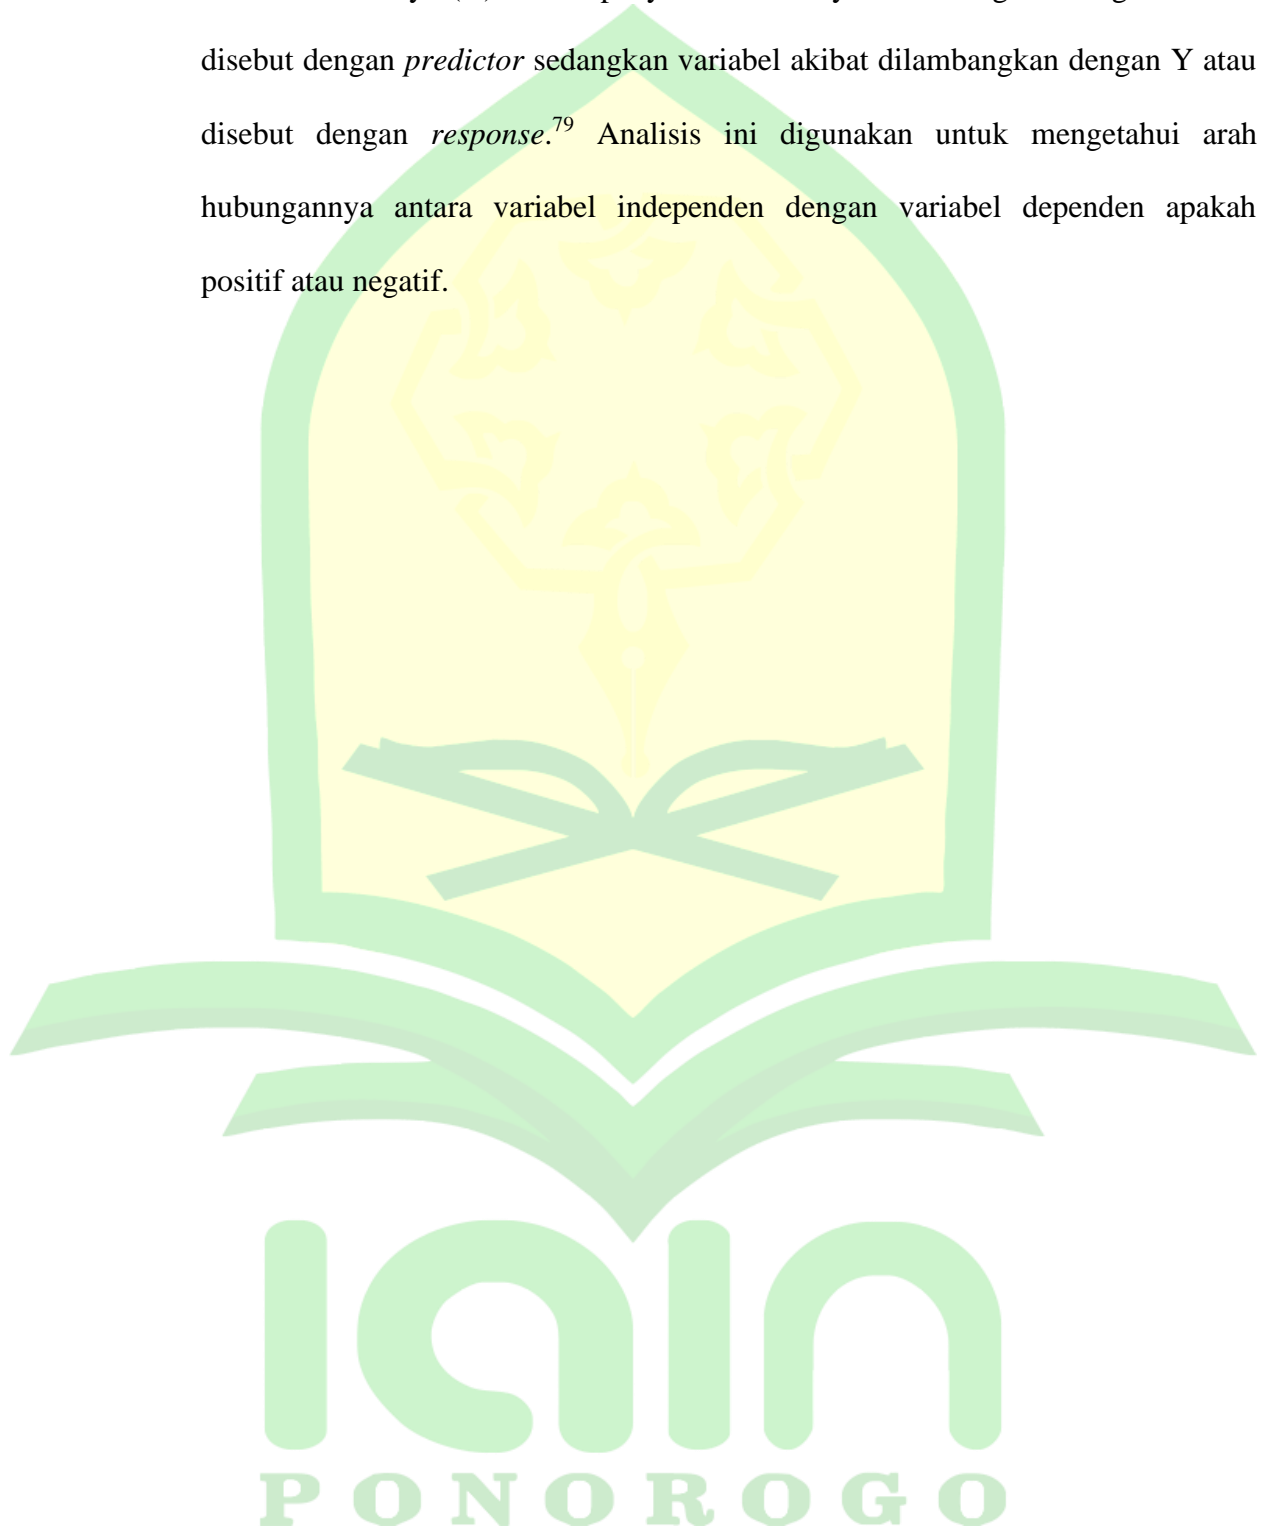 disebut dengan predictor sedangkan variabel akibat dilambangkan dengan Y atau
disebut dengan response.79 Analisis ini digunakan untuk mengetahui arah
hubungannya antara variabel independen dengan variabel dependen apakah
positif atau negatif.
iain
PONOROGO